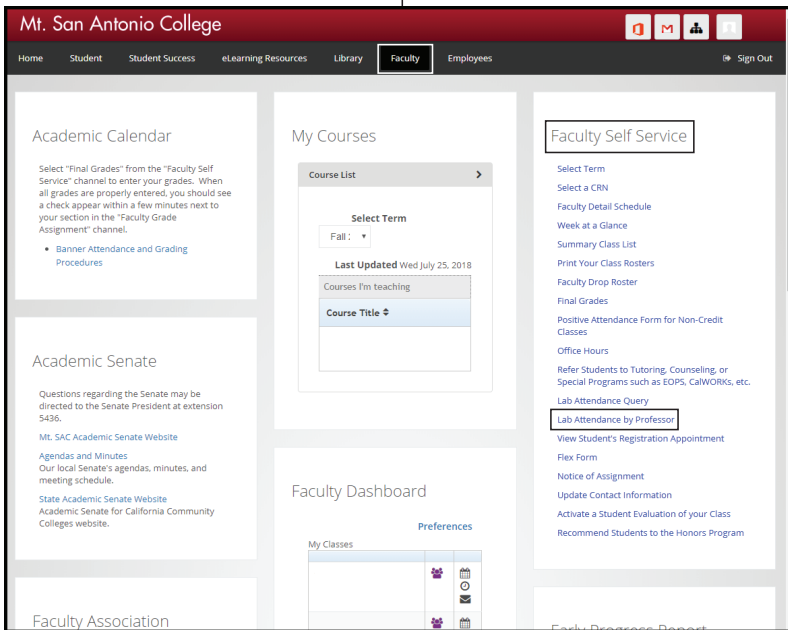 Mt. San Antonio College
Home Student Student Success eLearning Resources Library Faculty Employees Sign Out
Academic Calendar
Select "Final Grades" from the "Faculty Self
Service" channel to enter your grades. When
all grades are properly entered, you should see
a check appear within a few minutes next to
your section in the "Faculty Grade
Assignment" channel.
• Banner Attendance and Grading
Procedures
Academic Senate
Questions regarding the Senate may be
directed to the Senate President at extension
5436.
Mt. SAC Academic Senate Website
Agendas and Minutes
Our local Senate's agendas, minutes, and
meeting schedule.
State Academic Senate Website
Academic Senate for California Community
Colleges website.
Faculty Association
My Courses
Course List
Select Term
Fall :
Last Updated Wed July 25, 2018
Courses I'm teaching
Course Title
Faculty Dashboard
Preferences
My Classes
Faculty Self Service
Select Term
Select a CRN
Faculty Detail Schedule
Week at a Glance
Summary Class List
Print Your Class Rosters
Faculty Drop Roster
Final Grades
Positive Attendance Form for Non-Credit
Classes
Office Hours
Refer Students to Tutoring, Counseling, or
Special Programs such as EOPS, CalWORKs, etc.
Lab Attendance Query
Lab Attendance by Professor
View Student's Registration Appointment
Flex Form
Notice of Assignment
Update Contact Information
Activate a Student Evaluation of your Class
Recommend Students to the Honors Program
Early Progress Report